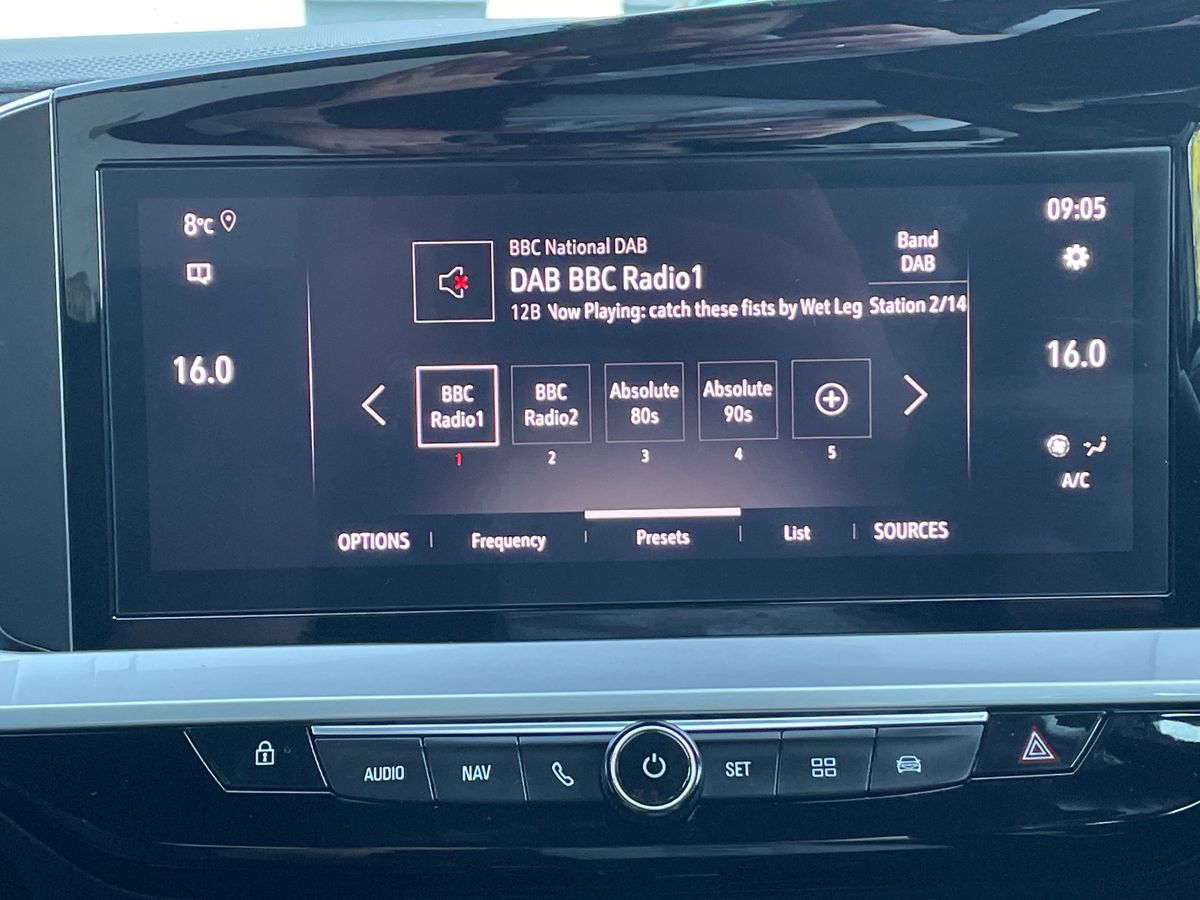 8°C
09:05
BBC National DAB
DAB BBC Radio1
12B Now Playing: catch these fists by Wet Leg
Band
DAB
Station 2/14
16.0
16.0
BBC
Radio1
BBC
Radio2
Absolute
80s
Absolute
90s
1
2
3
4
5
A/C
OPTIONS
Frequency
Presets
List
SOURCES
AUDIO
NAV
SET